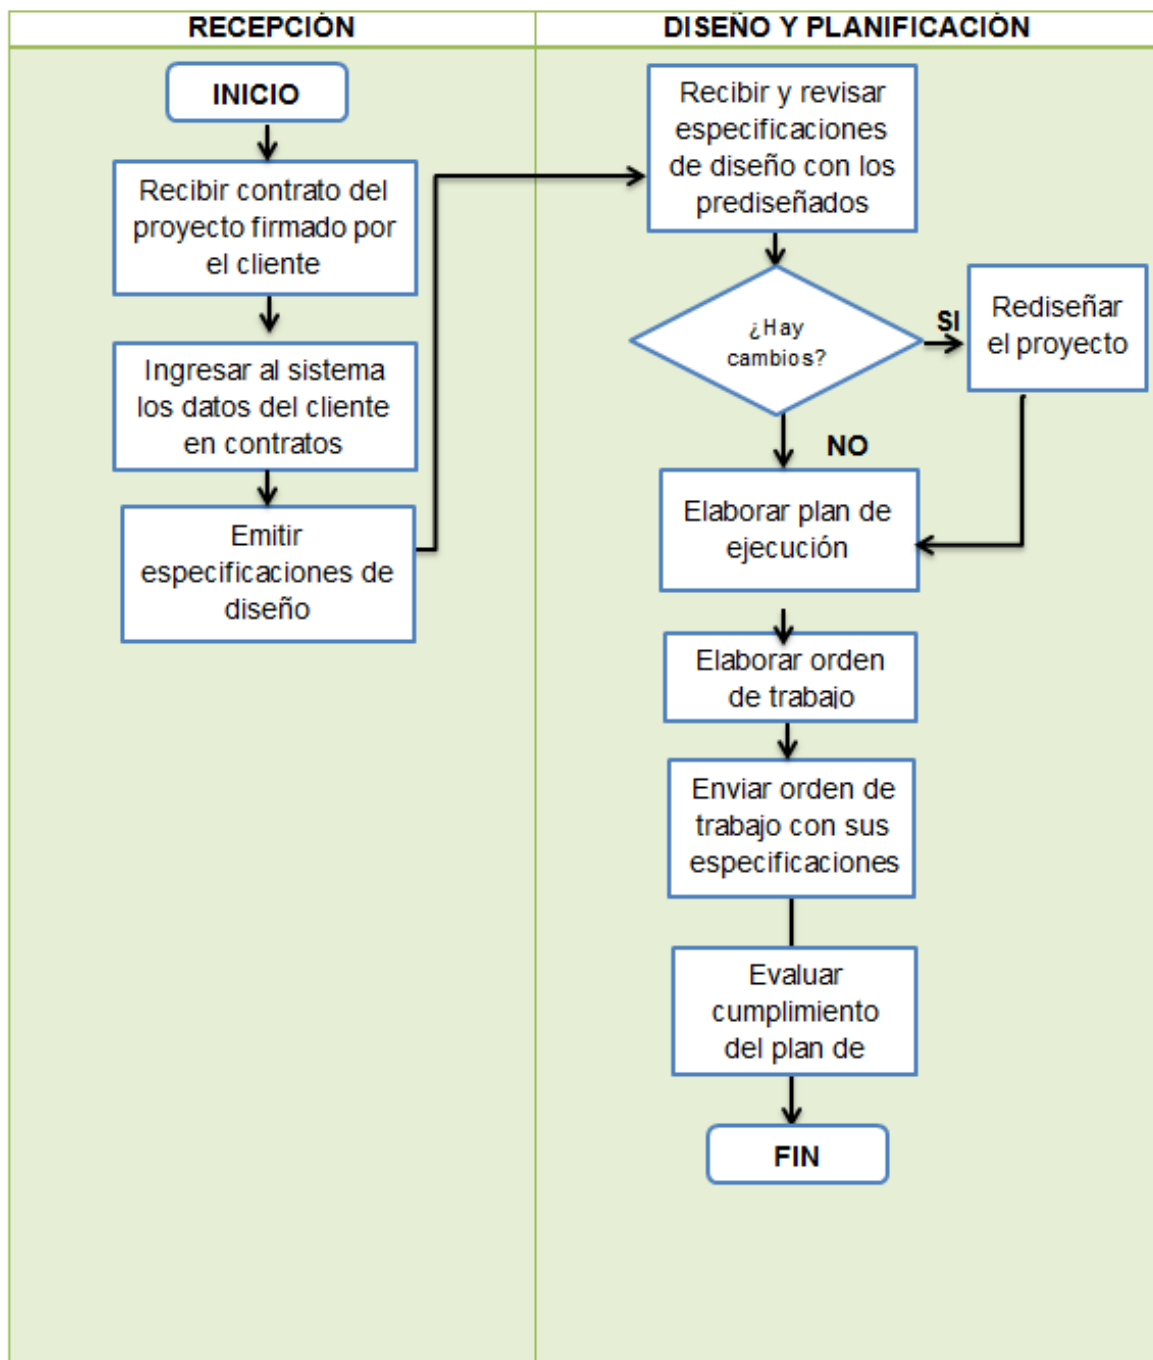 RECEPCIÓN
DISEÑO Y PLANIFICACIÓN
INICIO
Recibir contrato del
proyecto firmado por
el cliente
Ingresar al sistema
los datos del cliente
en contratos
Emitir
especificaciones de
diseño
Recibir y revisar
especificaciones
de diseño con los
prediseñados
¿Hay
cambios?
SI
Rediseñar
el proyecto
NO
Elaborar plan de
ejecución
Elaborar orden
de trabajo
Enviar orden de
trabajo con sus
especificaciones
Evaluar
cumplimiento
del plan de
FIN